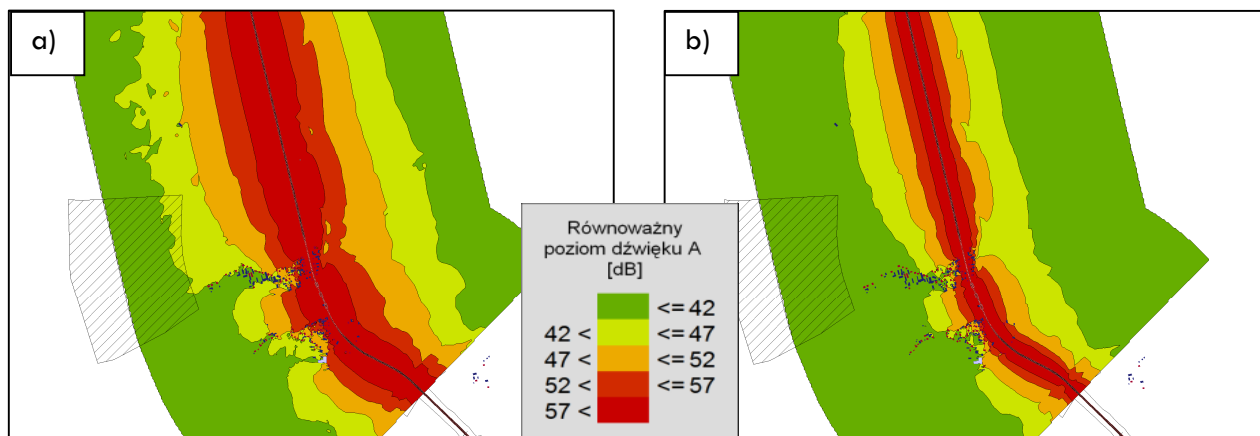 a)
b)
Równoważny
poziom dźwięku A
[dB]
<= 42
42 < <= 47
47 < <= 52
52 < <= 57
57 <